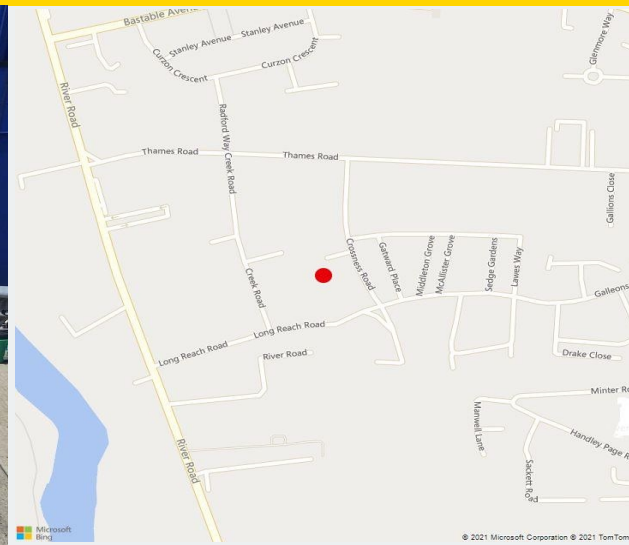 Bastable Avenu
Stanley Avenue
Stanley Avenue
Curzon Crescent
Curzon Crescent
Glenmore Way
River Road
Radford Way
Creek Road
Thames Road
Thames Road
Gallions Close
Crossness Road
Gatward Place
Middleton Grove
McAllister Grove
Sedge Gardens
Lawes Way
Creek Road
Galleons
Long Reach Road
Long Reach Road
River Road
Drake Close
Minter Ro
Manwell Lane
Handley Page R
River Road
Sackett Road
Microsoft
Bing
© 2021 Microsoft Corporation © 2021 TomTom